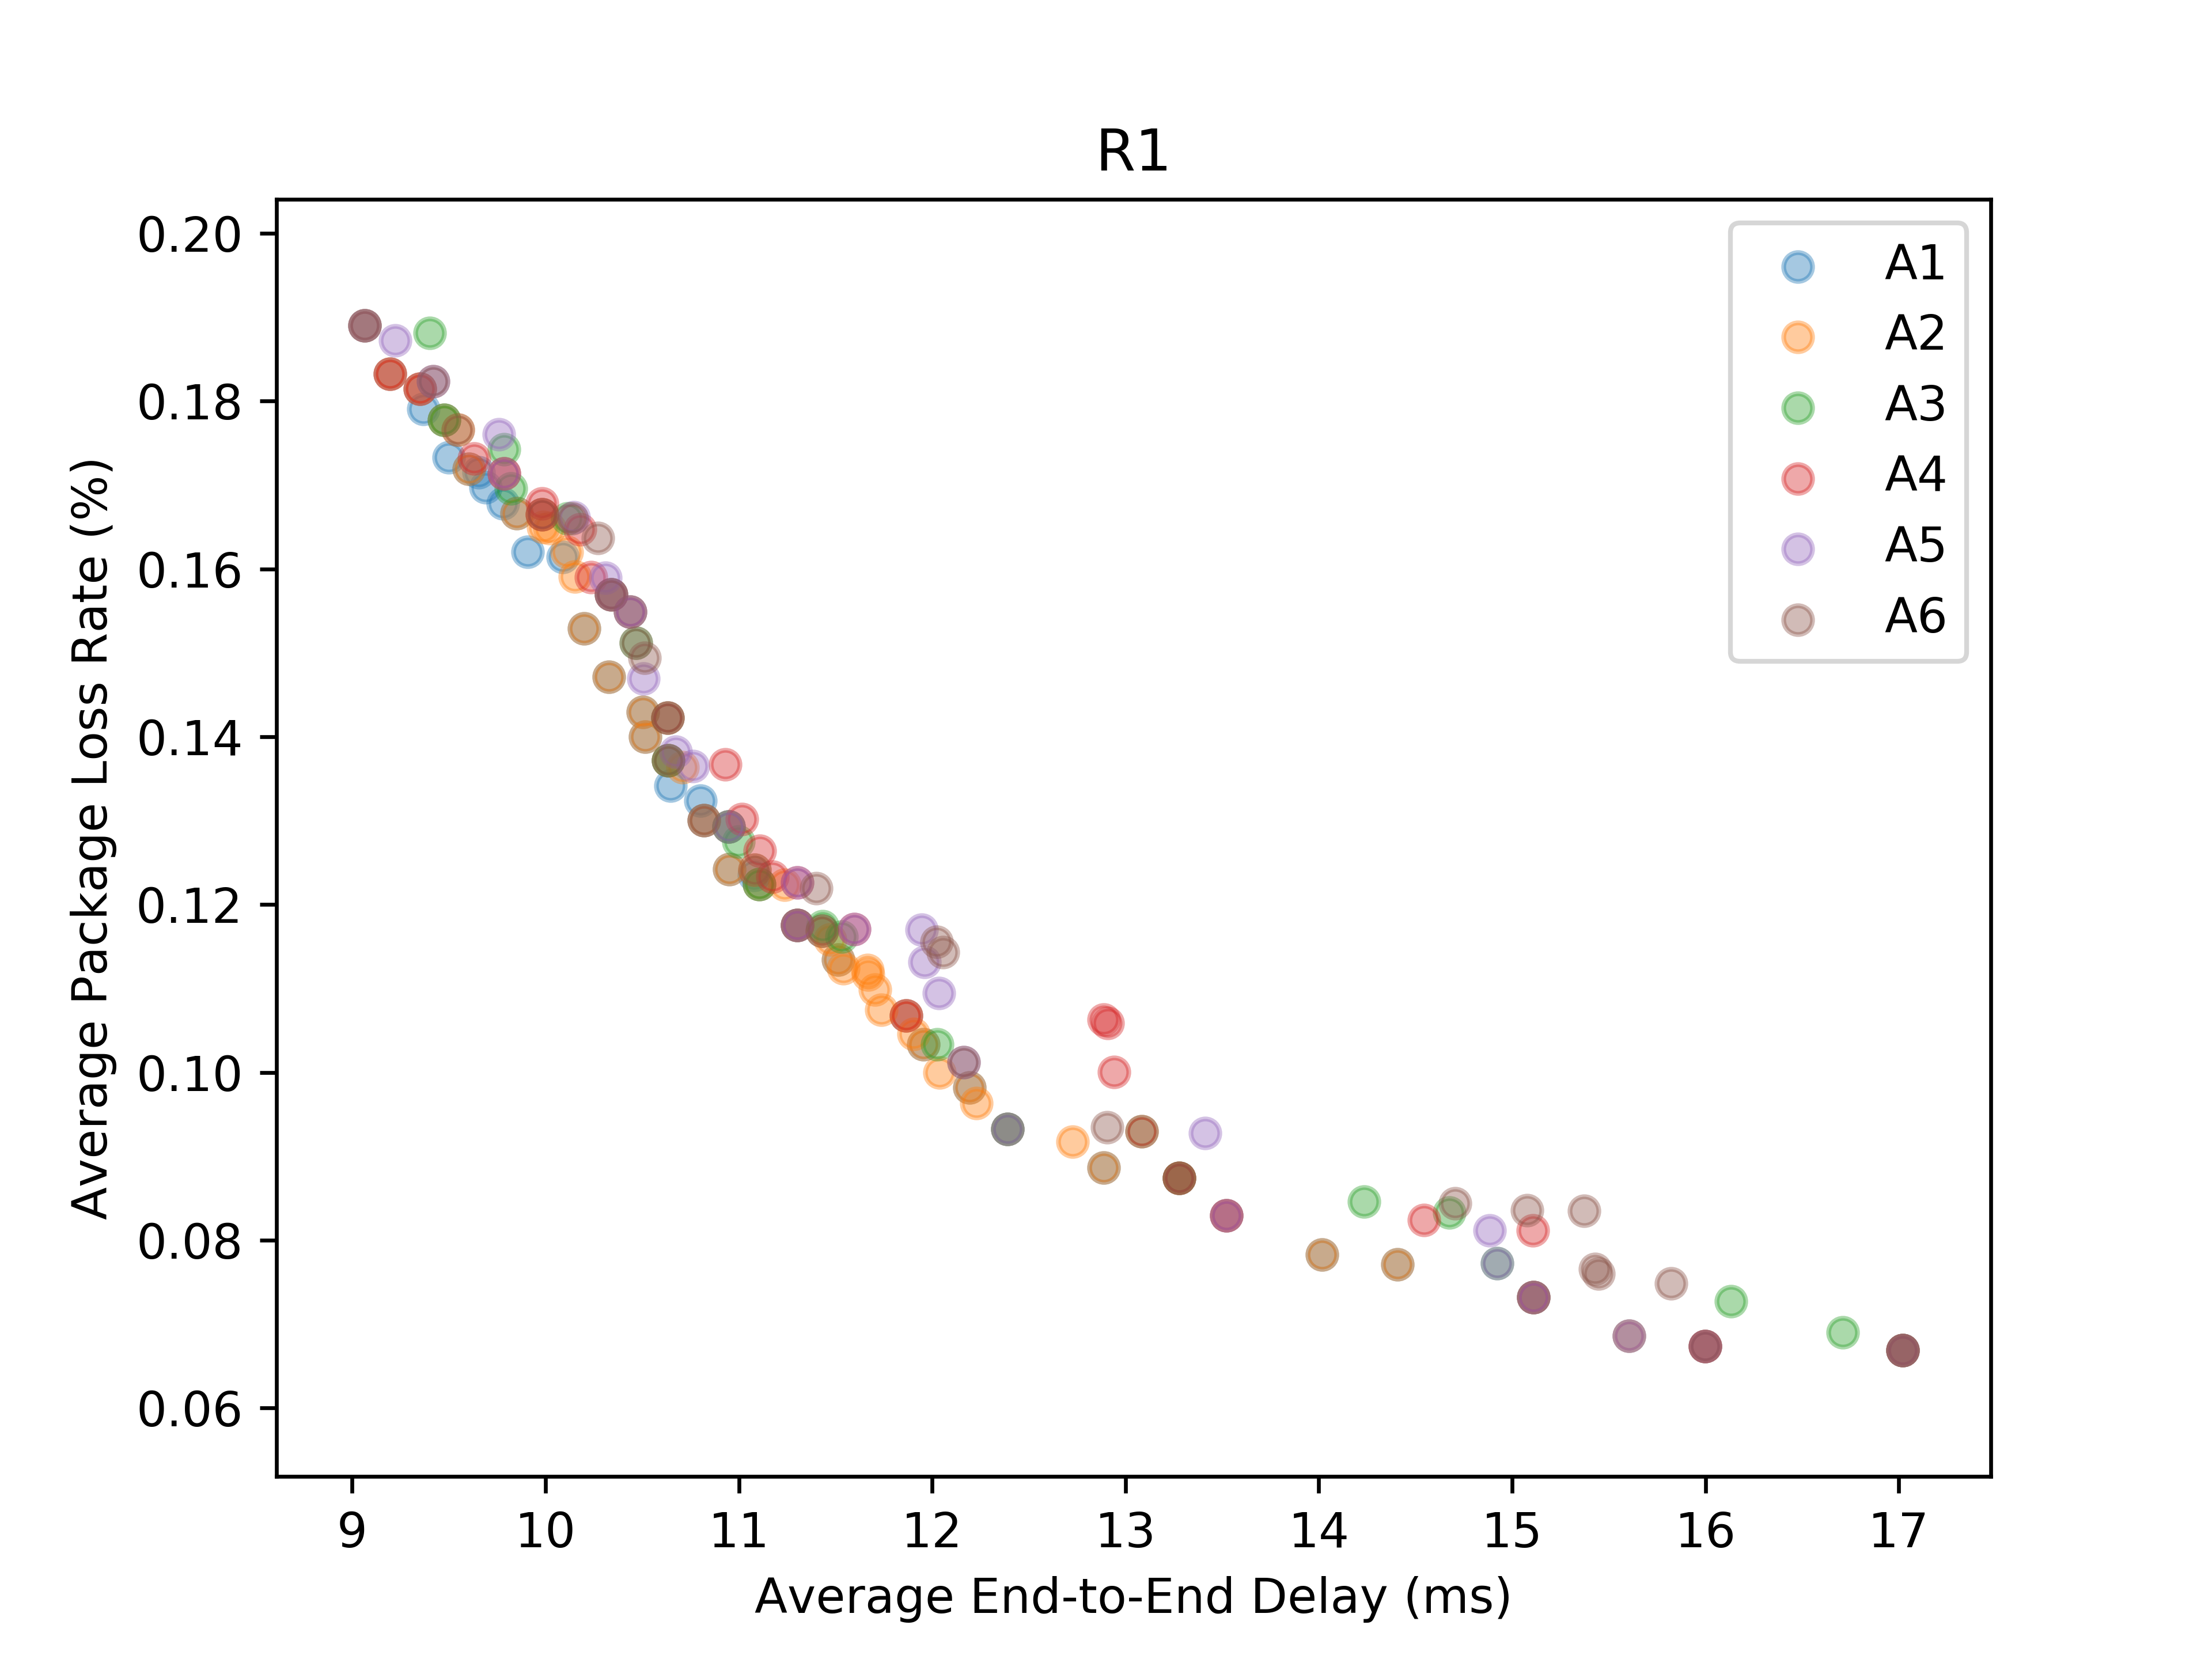 R1
Average Package Loss Rate (%)
0.20
0.18
0.16
0.14
0.12
0.10
0.08
0.06
A1
A2
A3
A4
A5
A6
9 10 11 12 13 14 15 16 17
Average End-to-End Delay (ms)